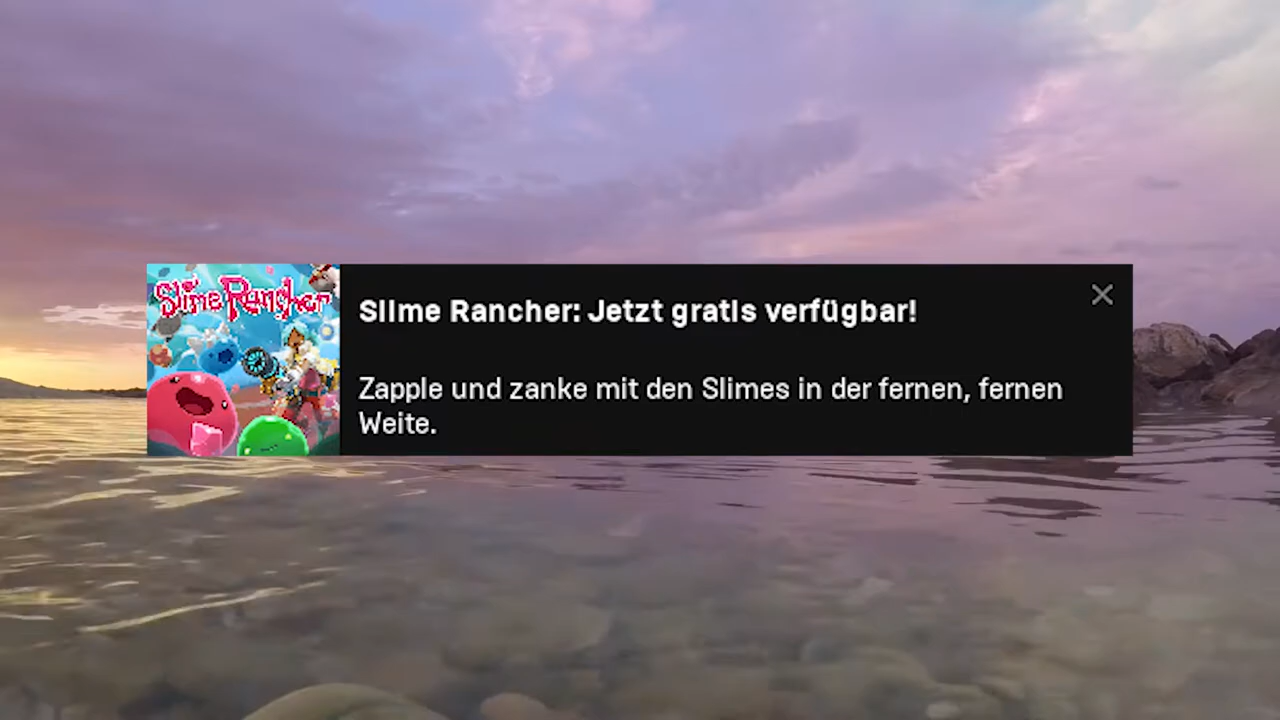 Slime Rancher
Slime Rancher: Jetzt gratis verfügbar!
Zapple und zanke mit den Slimes in der fernen, fernen
Weite.